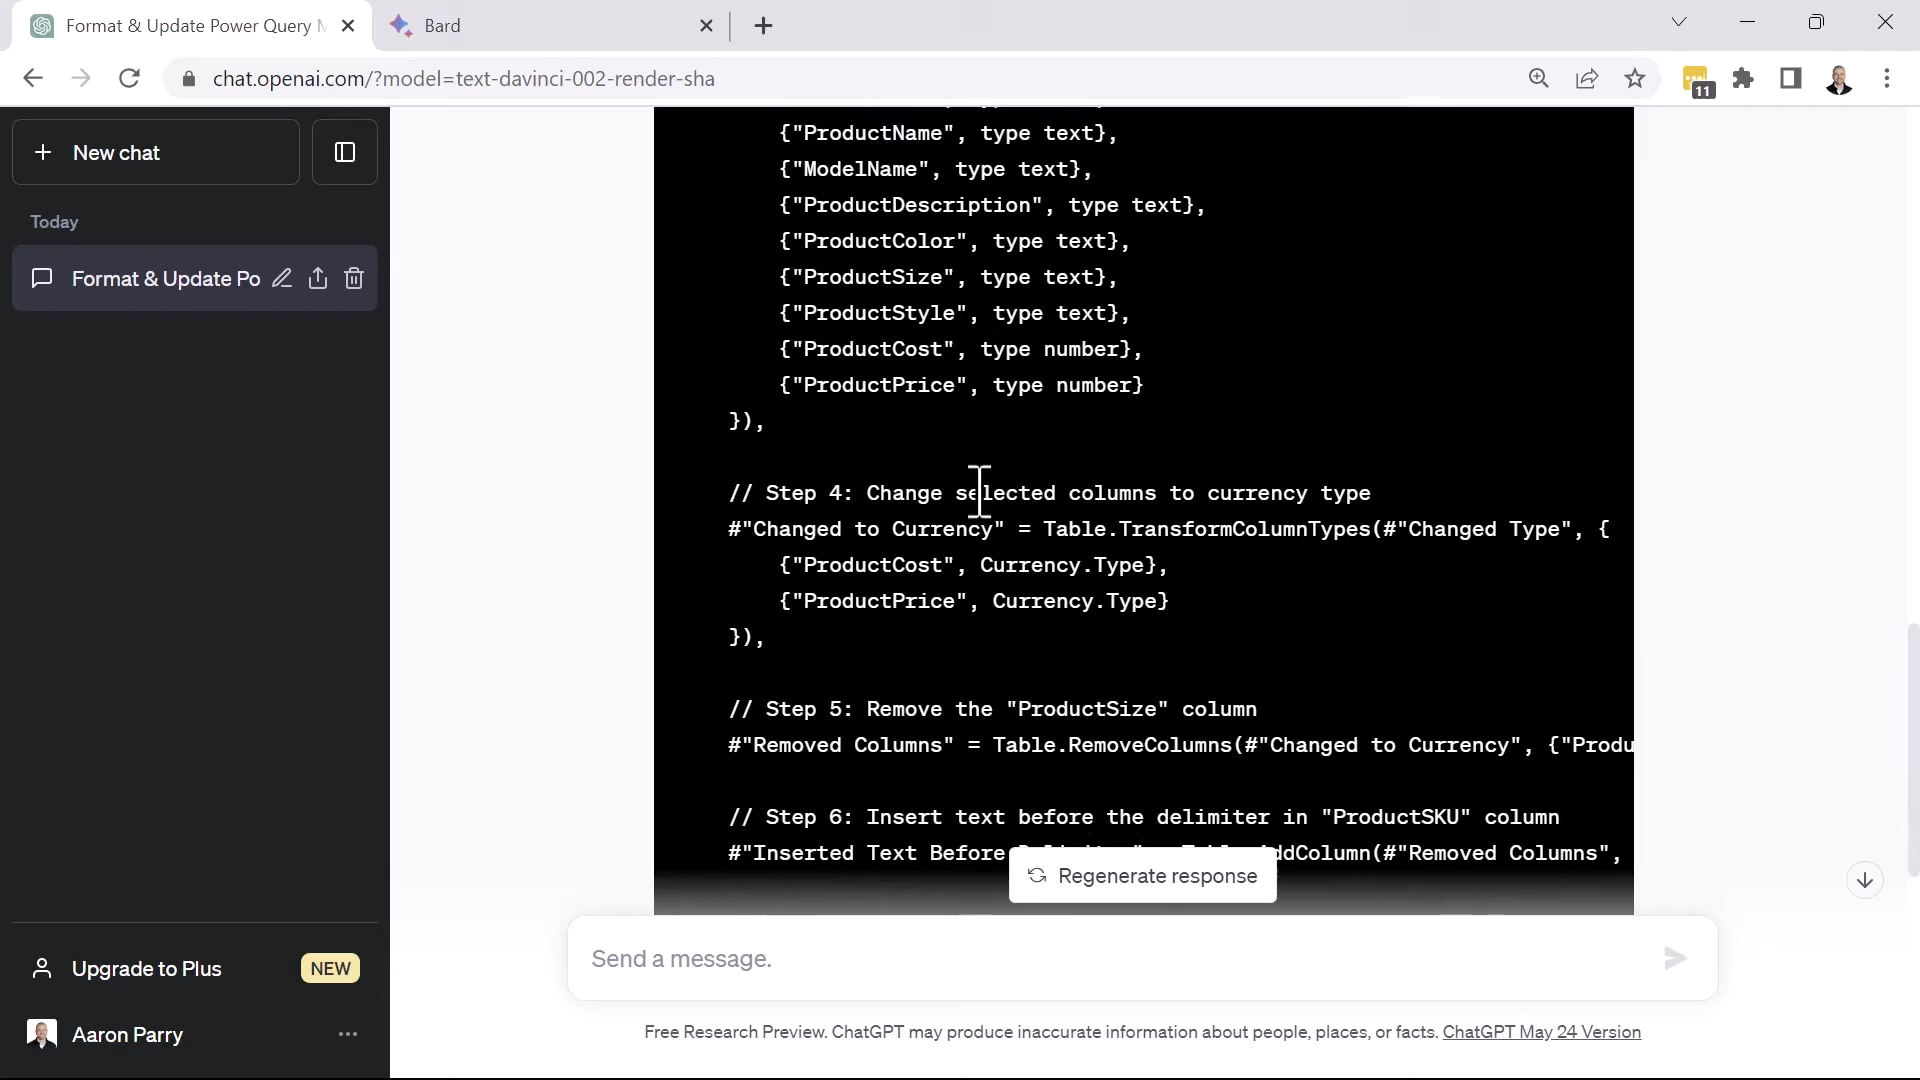 Format & Update Power Query
Bard
chat.openai.com/?model=text-davinci-002-render-sha
11
New chat
Today
Format & Update Po
{"ProductName", type text},
{"ModelName", type text},
{"ProductDescription", type text},
{"ProductColor", type text},
{"ProductSize", type text},
{"ProductStyle", type text},
{"ProductCost", type number},
{"ProductPrice", type number}
}),
// Step 4: Change selected columns to currency type
#"Changed to Currency" = Table.TransformColumnTypes(#"Changed Type", {
{"ProductCost", Currency.Type},
{"ProductPrice", Currency.Type}
}),
// Step 5: Remove the "ProductSize" column
#"Removed Columns" = Table.RemoveColumns(#"Changed to Currency", {"Produ
// Step 6: Insert text before the delimiter in "ProductSKU" column
#"Inserted Text Before ddColumn(#"Removed Columns",
Regenerate response
Send a message.
Upgrade to Plus
NEW
Aaron Parry
Free Research Preview. ChatGPT may produce inaccurate information about people, places, or facts. ChatGPT May 24 Version